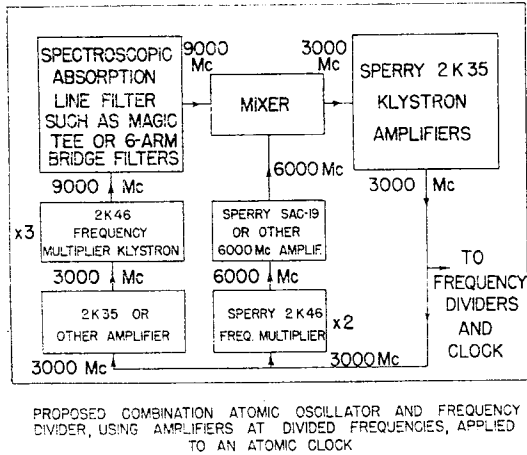 SPECTROSCOPIC
ABSORPTION
LINE FILTER
SUCH AS MAGIC
TEE OR 6-ARM
BRIDGE FILTERS
9000
Mc
MIXER
3000
Mc
SPERRY 2K35
KLYSTRON
AMPLIFIERS
9000 Mc
6000 Mc
3000
Mc
x3
2K46
FREQUENCY
MULTIPLIER KLYSTRON
SPERRY SAC-19
OR OTHER
6000 Mc AMPLIF.
TO
FREQUENCY
DIVIDERS
AND
CLOCK
3000 Mc
6000 Mc
2K35 OR
OTHER AMPLIFIER
SPERRY 2K46
FREQ. MULTIPLIER
x2
3000 Mc
3000 Mc
PROPOSED COMBINATION ATOMIC OSCILLATOR AND FREQUENCY
DIVIDER, USING AMPLIFIERS AT DIVIDED FREQUENCIES, APPLIED
TO AN ATOMIC CLOCK